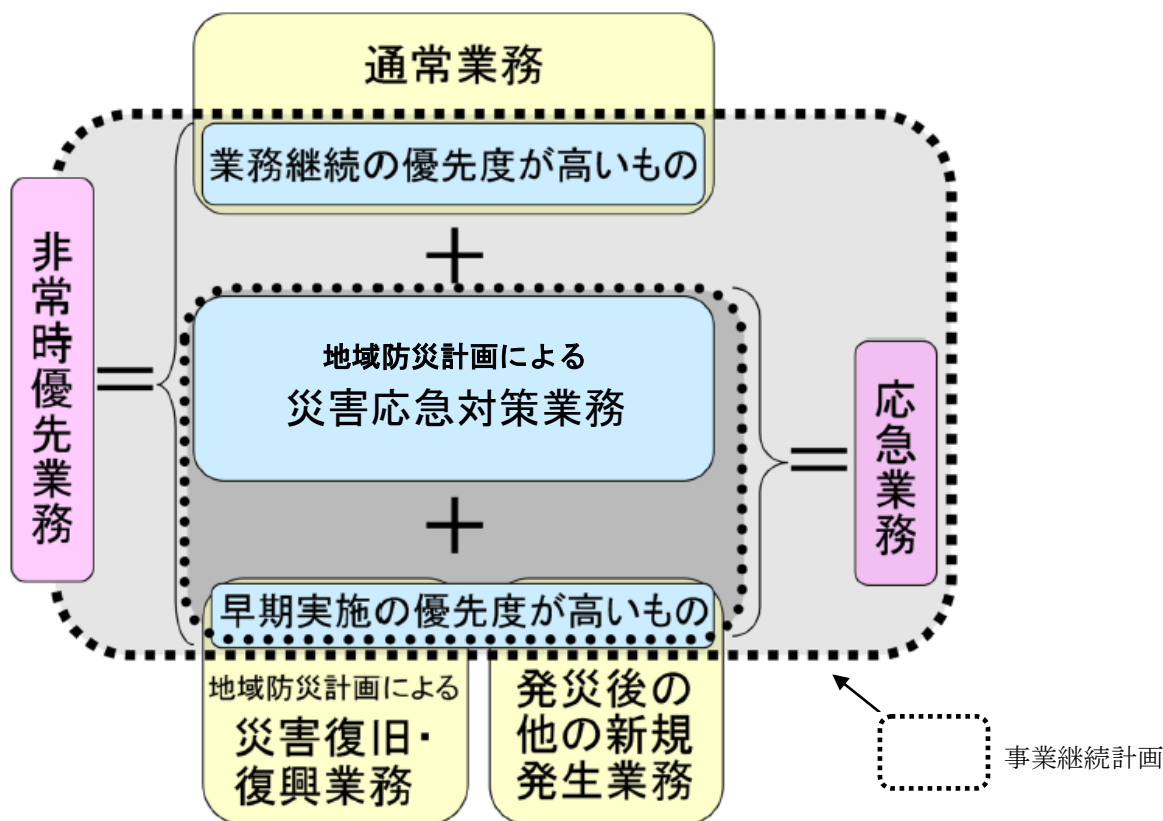 通常業務
業務継続の優先度が高いもの
＋
非常時優先業務
＝
地域防災計画による
災害応急対策業務
＝
応急業務
＋
早期実施の優先度が高いもの
地域防災計画による
災害復旧・
復興業務
発災後の
他の新規
発生業務
事業継続計画